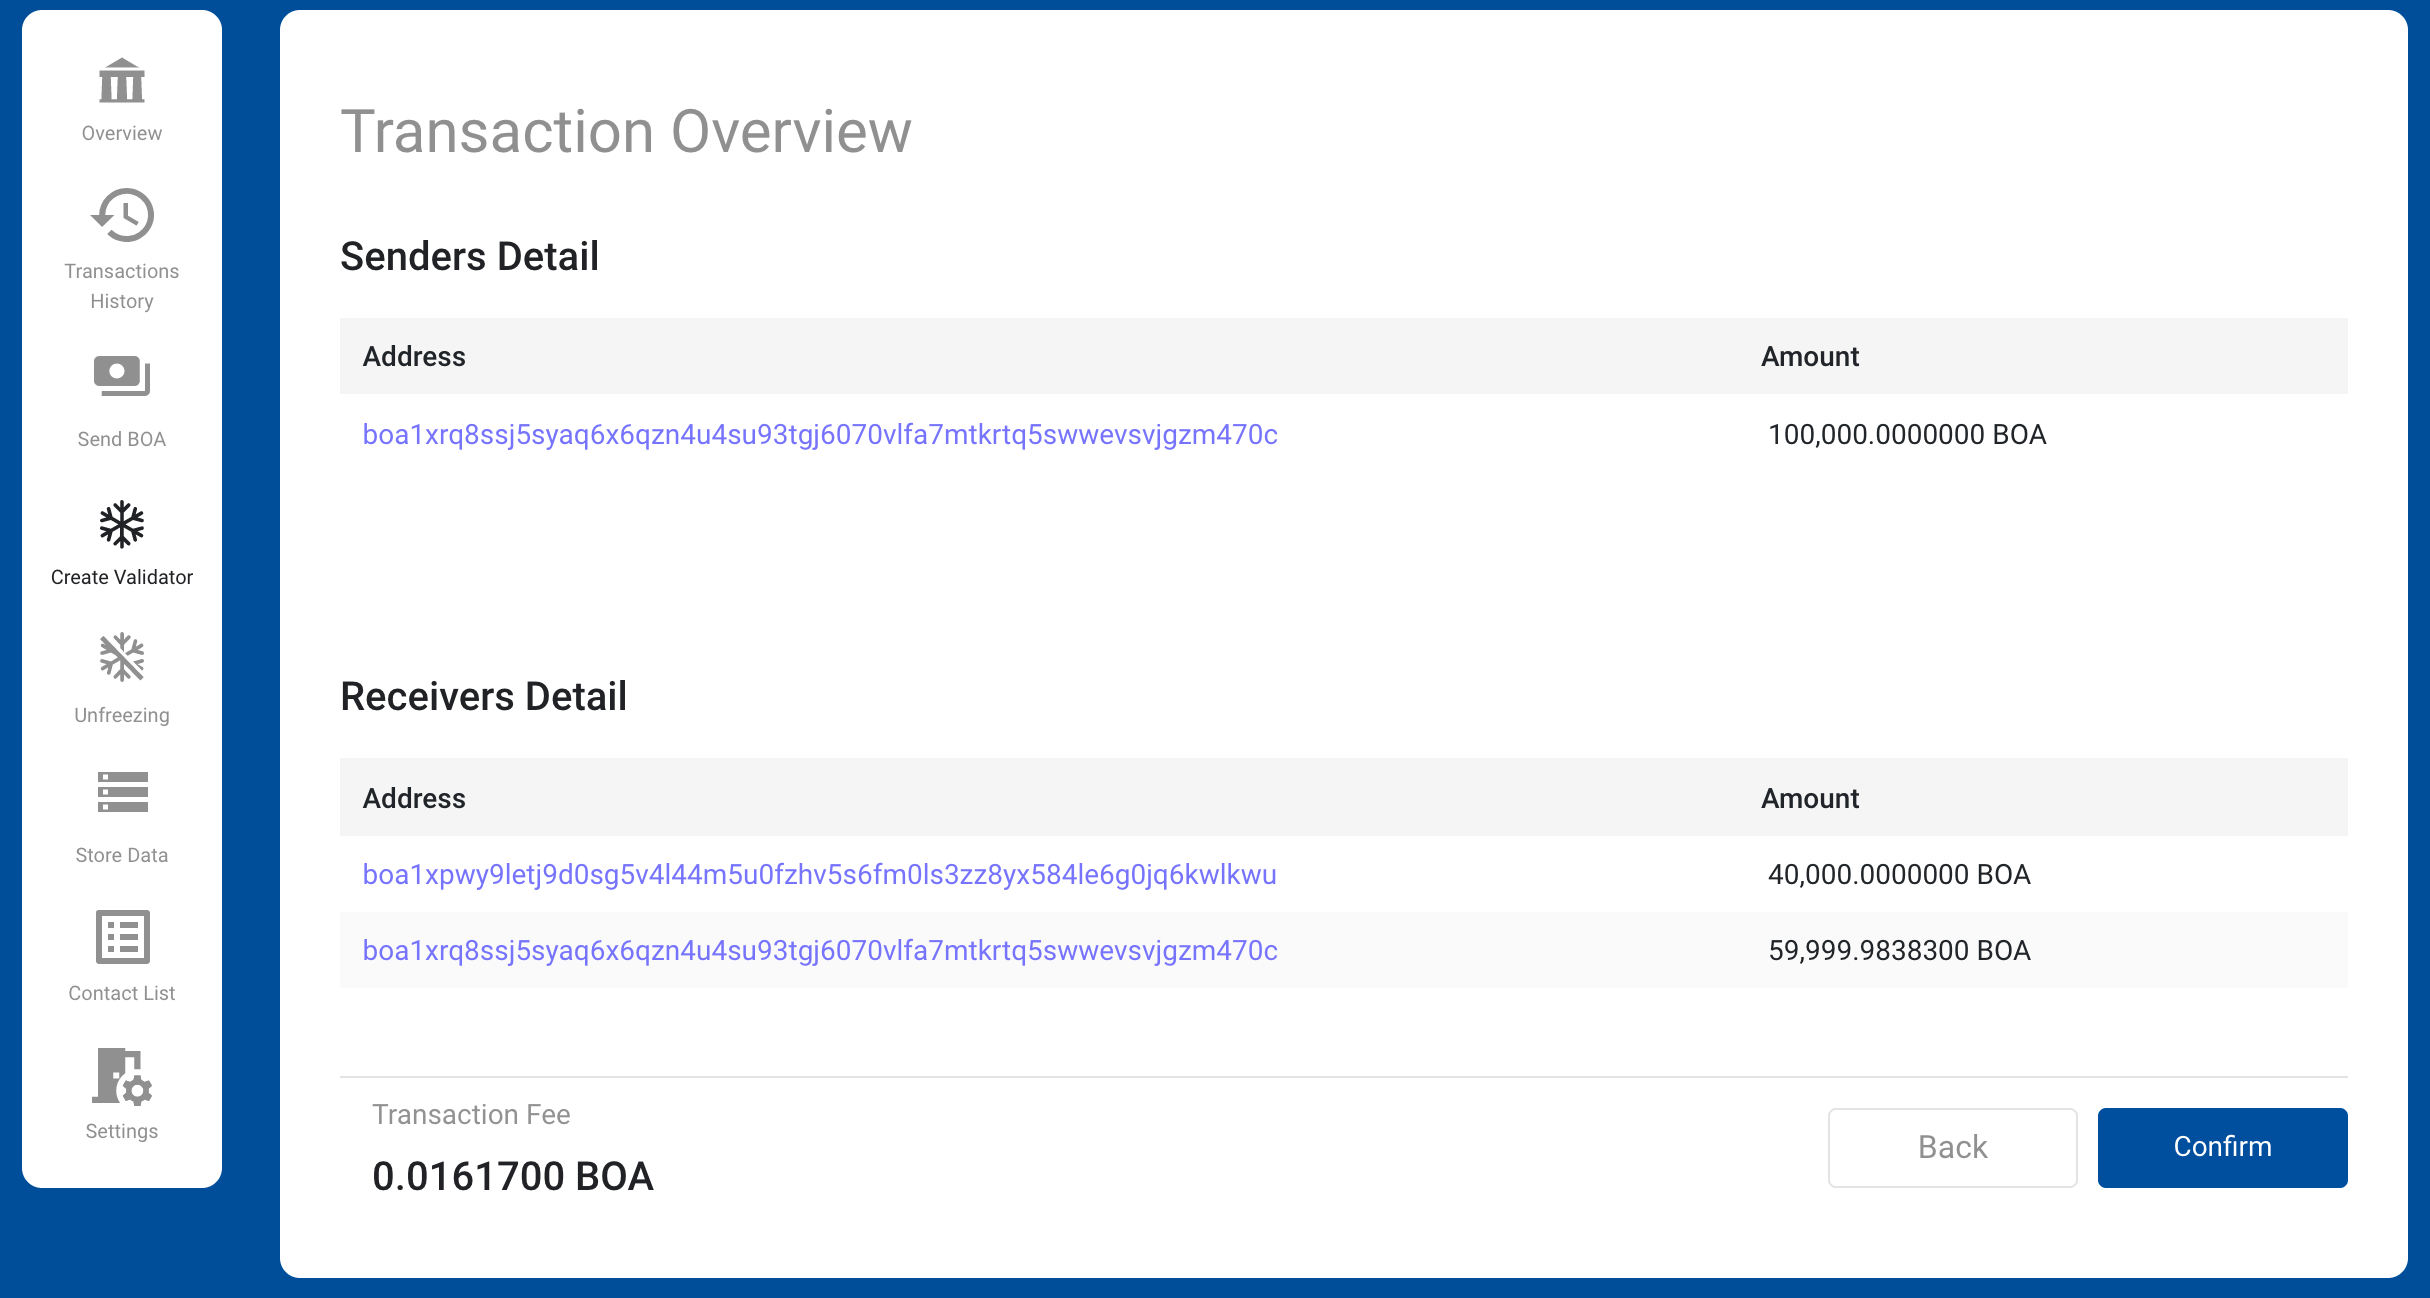 Overview
Transactions
History
Send BOA
Create Validator
Unfreezing
Store Data
Contact List
Settings
Transaction Overview
Senders Detail
Address Amount
boa1xrq8ssj5syaq6x6qzn4u4su93tgj6070vlfa7mtkrtq5swwevsvjgzm470c 100,000.0000000 BOA
Receivers Detail
Address Amount
boa1xpwy9letj9d0sg5v4l44m5u0fzhv5s6fm0ls3zz8yx584le6g0jq6kwlkwu 40,000.0000000 BOA
boa1xrq8ssj5syaq6x6qzn4u4su93tgj6070vlfa7mtkrtq5swwevsvjgzm470c 59,999.9838300 BOA
Transaction Fee
0.0161700 BOA
Back Confirm